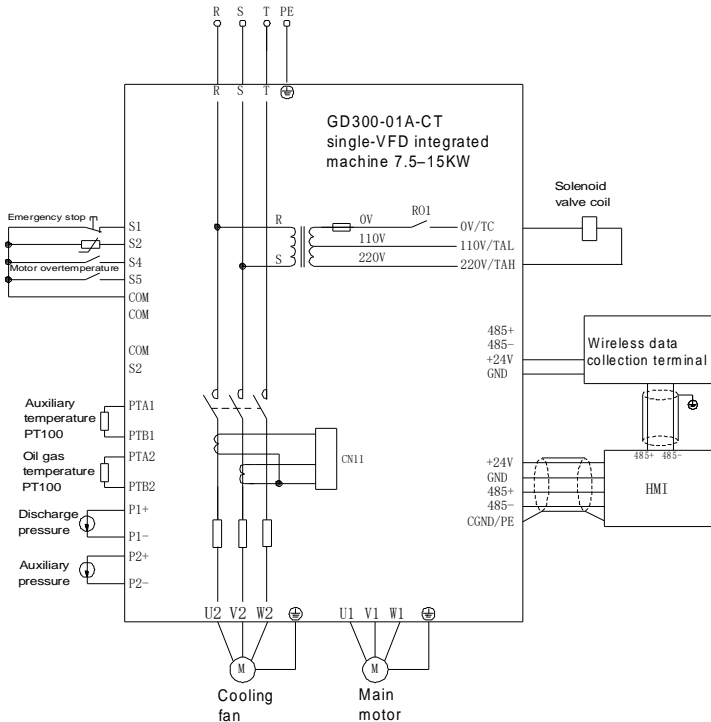 R S T PE
R S T
GD300-01A-CT
single-VFD integrated
machine 7.5–15KW
Solenoid
valve coil
Emergency stop
S1
S2
S4
Motor overtemperature
S5
COM
COM
COM
S2
R
S
0V
110V
220V
RO1
0V/TC
110V/TAL
220V/TAH
485+
485-
+24V
GND
Wireless data
collection terminal
Auxiliary
temperature
PT100
PTA1
PTB1
Oil gas
temperature
PT100
PTA2
PTB2
Discharge
pressure
P1+
P1-
Auxiliary
pressure
P2+
P2-
CN11
485+ 485-
+24V
GND
485+
485-
CGND/PE
HMI
U2 V2 W2
U1 V1 W1
M
M
Cooling
fan
Main
motor